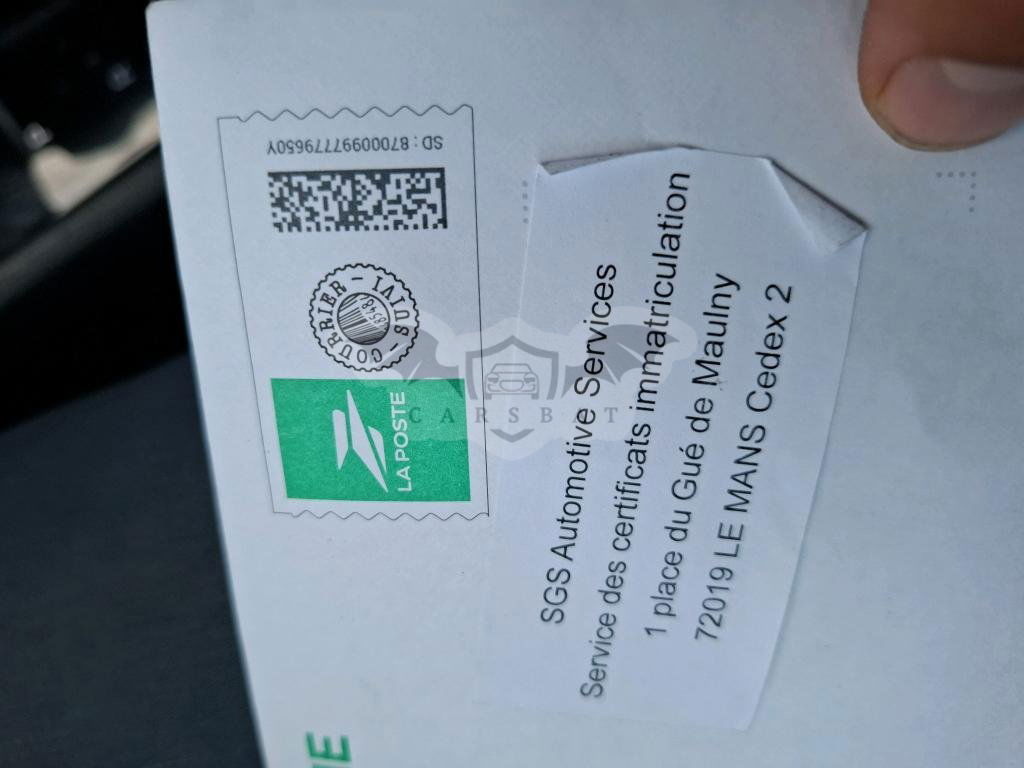 SD : 87000997779650Y
COURRIER - SUIVI -
LA POSTE
SGS Automotive Services
Service des certificats immatriculation
1 place du Gué de Maulny
72019 LE MANS Cedex 2
CARSBAT